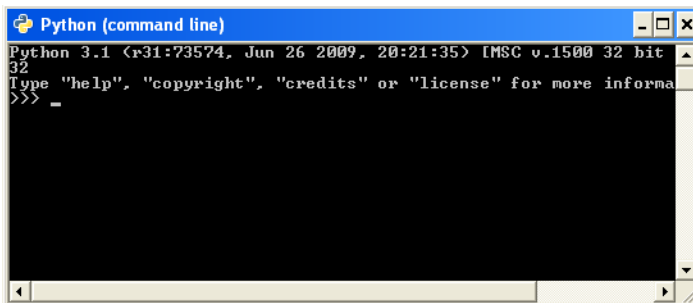 Python (command line)
Python 3.1 (r31:73574, Jun 26 2009, 20:21:35) [MSC v.1500 32 bit
32
Type "help", "copyright", "credits" or "license" for more informa
>>> _